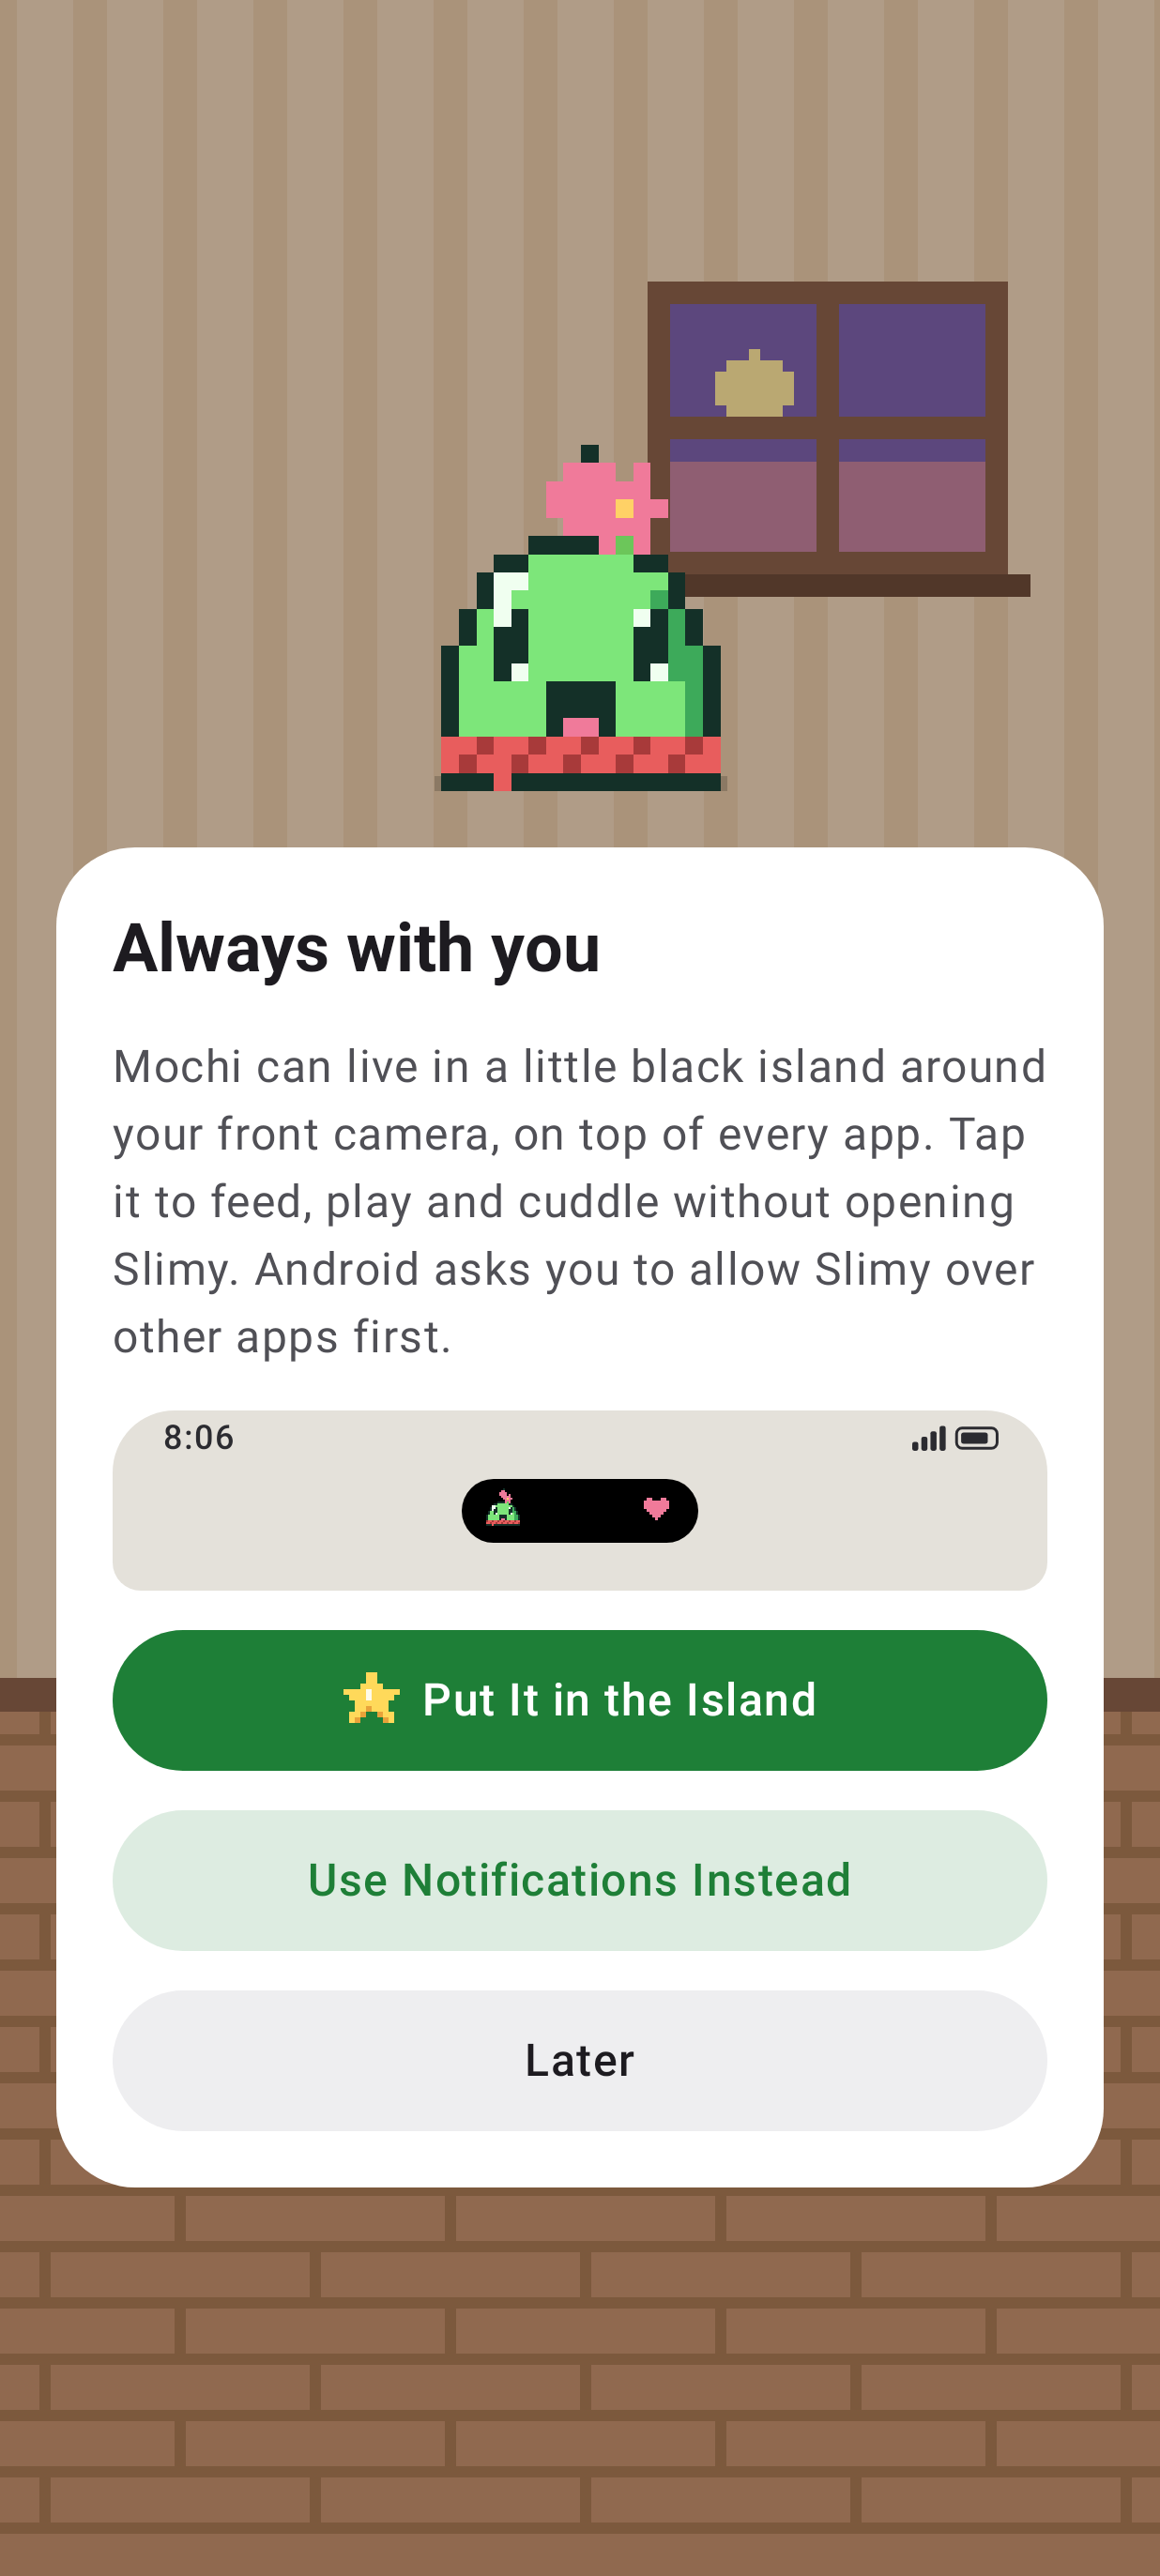 Always with you
Mochi can live in a little black island around
your front camera, on top of every app. Tap
it to feed, play and cuddle without opening
Slimy. Android asks you to allow Slimy over
other apps first.
8:06
Put It in the Island
Use Notifications Instead
Later